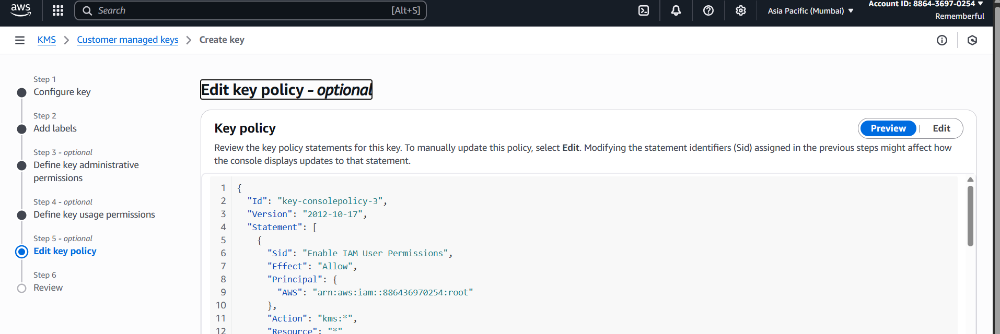 aws
Search [Alt+S]
Asia Pacific (Mumbai)
Account ID: 8864-3697-0254
Rememberful
KMS > Customer managed keys > Create key
Step 1
Configure key
Step 2
Add labels
Step 3 - optional
Define key administrative
permissions
Step 4 - optional
Define key usage permissions
Step 5 - optional
Edit key policy
Step 6
Review
Edit key policy - optional
Key policy
Preview | Edit
Review the key policy statements for this key. To manually update this policy, select Edit. Modifying the statement identifiers (Sid) assigned in the previous steps might affect how
the console displays updates to that statement.
1 {
2 "Id": "key-consolepolicy-3",
3 "Version": "2012-10-17",
4 "Statement": [
5 {
6 "Sid": "Enable IAM User Permissions",
7 "Effect": "Allow",
8 "Principal": {
9 "AWS": "arn:aws:iam::886436970254:root"
10 },
11 "Action": "kms:*",
12 "Resource": "*"